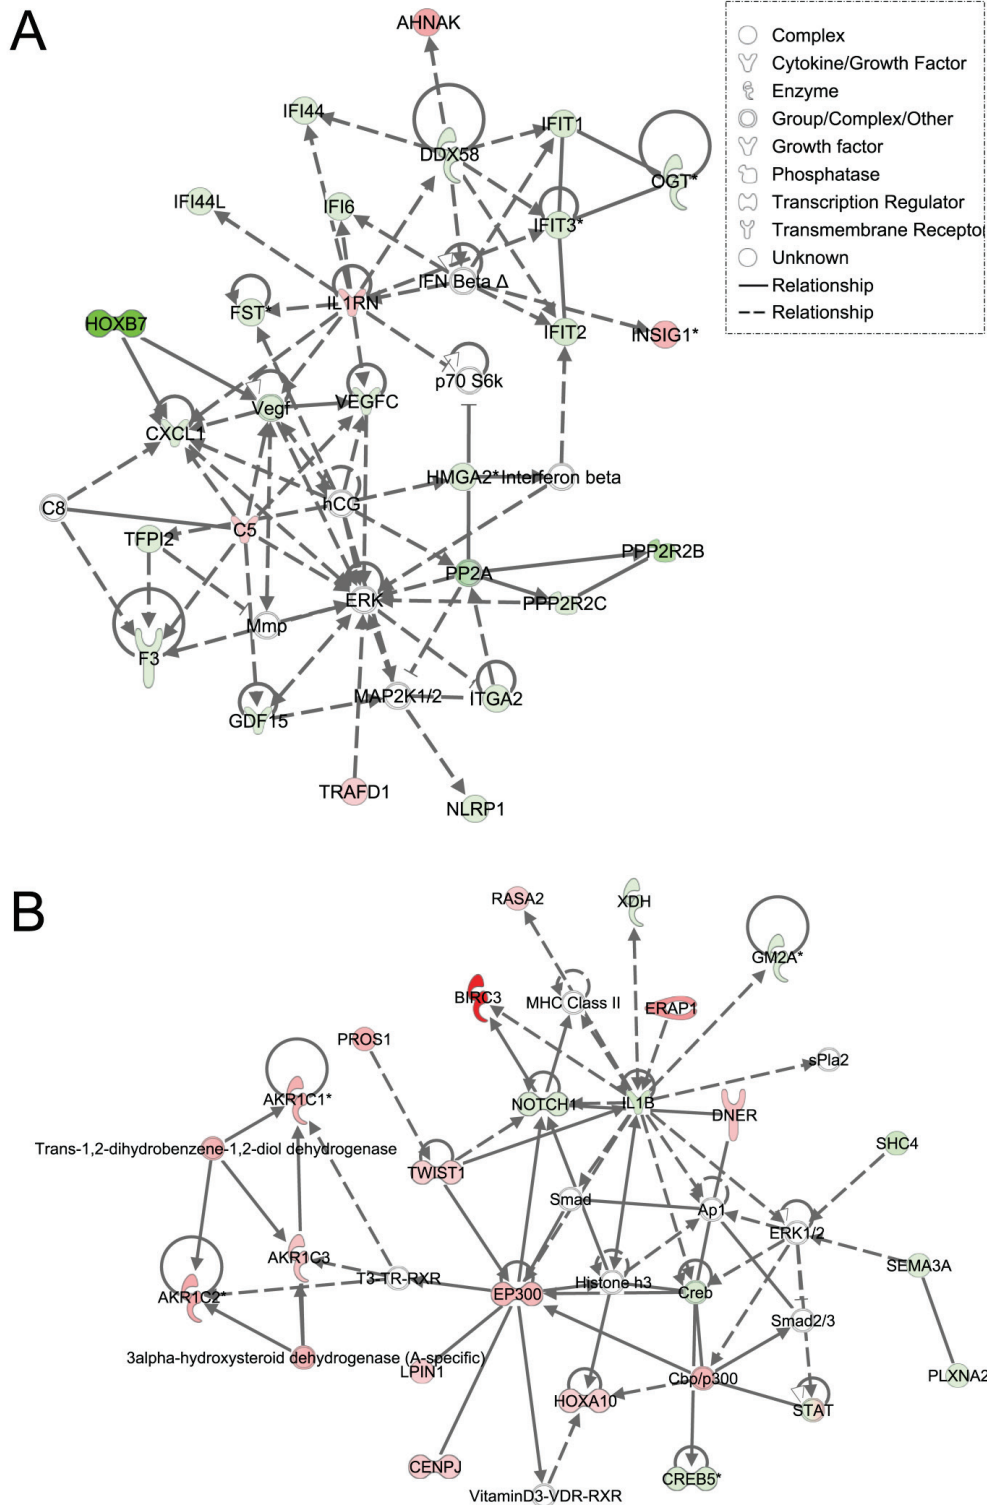 A
AHNAK
Complex
Cytokine/Growth Factor
Enzyme
Group/Complex/Other
Growth factor
Phosphatase
Transcription Regulator
Transmembrane Receptor
Unknown
Relationship
Relationship
IFI44
IFIT1
DDX58
OGT*
IFI44L
IFI6
IFIT3*
IFN Beta Δ
IL1RN
FST*
HOXB7
IFIT2
INSIG1*
p70 S6k
VEGFC
Vegf
CXCL1
HMGA2*
Interferon beta
C8
hCG
C5
TFPI2
PPP2R2B
PP2A
ERK
PPP2R2C
Mmp
F3
MAP2K1/2
ITGA2
GDF15
TRAFD1
NLRP1
B
RASA2
XDH
GM2A*
BIRC3
MHC Class II
ERAP1
PROS1
sPla2
AKR1C1*
NOTCH1
IL1B
DNER
Trans-1,2-dihydrobenzene-1,2-diol dehydrogenase
SHC4
TWIST1
Smad
Ap1
ERK1/2
AKR1C3
T3-TR-RXR
Histone h3
SEMA3A
AKR1C2*
EP300
Creb
Smad2/3
3alpha-hydroxysteroid dehydrogenase (A-specific)
LPIN1
Cbp/p300
PLXNA2
HOXA10
STAT
CENPJ
CREB5*
VitaminD3-VDR-RXR